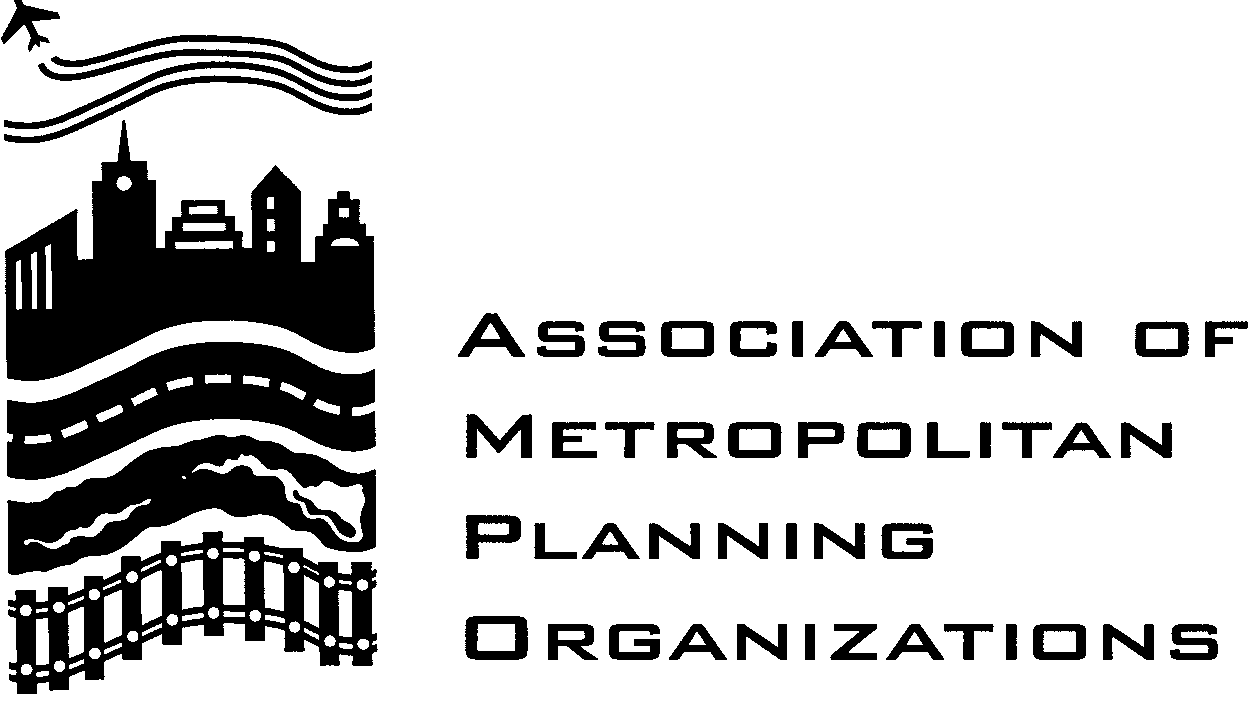 ASSOCIATION OF
METROPOLITAN
PLANNING
ORGANIZATIONS